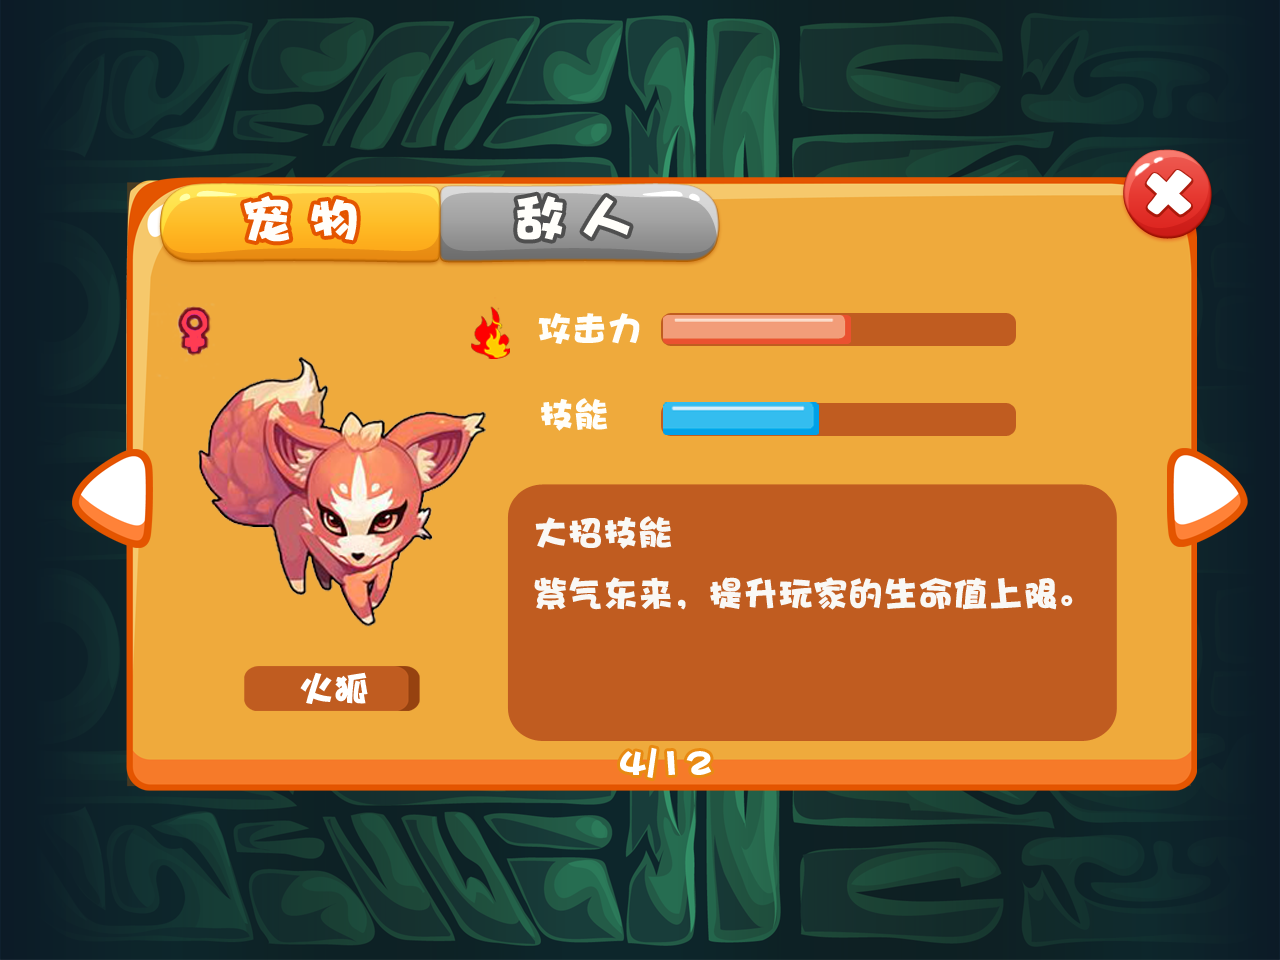 宠物
敌人
攻击力
技能
大招技能
紫气东来，提升玩家的生命值上限。
火狐
4/12